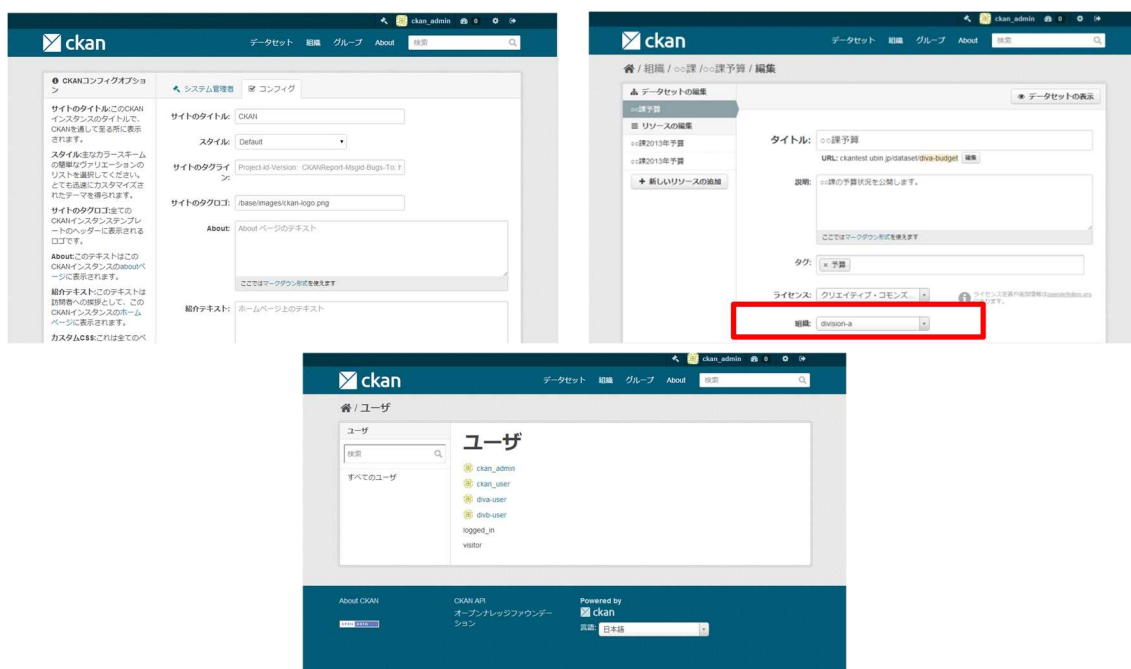 ckan_admin 0
ckan
データセット 組織 グループ About 検索
CKANコンフィグオプション
サイトのタイトル:このCKAN
インスタンスのタイトルで、
CKANを通して至る所に表示
されます。
スタイル:主なカラースキーム
の簡単なヴァリエーションの
リストを選択してください。
とても迅速にカスタマイズさ
れたテーマを得られます。
サイトのタグロゴ:全ての
CKANインスタンステンプレ
ートのヘッダーに表示される
ロゴです。
About:このテキストはこの
CKANインスタンスのaboutペ
ージに表示されます。
紹介テキスト:このテキストは
訪問者への挨拶として、この
CKANインスタンスのホーム
ページに表示されます。
カスタムCSS:これは全てのペ
システム管理者 コンフィグ
サイトのタイトル: CKAN
スタイル: Default
サイトのタグライン: Project-Id-Version: CKANReport-Msgid-Bugs-To: h
サイトのタグロゴ: /base/images/ckan-logo.png
About: About ページのテキスト
ここではマークダウン形式を使えます
紹介テキスト: ホームページ上のテキスト
ckan_admin 0
ckan
データセット 組織 グループ About 検索
/ 組織 / ○○課 /○○課予算 / 編集
データセットの編集
○○課予算
リソースの編集
○○課2013年予算
○○課2013年予算
+ 新しいリソースの追加
データセットの表示
タイトル: ○○課予算
URL: ckantest.ubin.jp/dataset/diva-budget 編集
説明: ○○課の予算状況を公開します。
ここではマークダウン形式を使えます
タグ: × 予算
ライセンス: クリエイティブ・コモンズ...
組織: division-a
ckan_admin 0
ckan
データセット 組織 グループ About 検索
/ ユーザ
ユーザ
検索
すべてのユーザ
ユーザ
ckan_admin
ckan_user
diva-user
divb-user
logged_in
visitor
About CKAN
OPEN DATA
CKAN API
オープンナレッジファウンデー
ション
Powered by
ckan
言語: 日本語